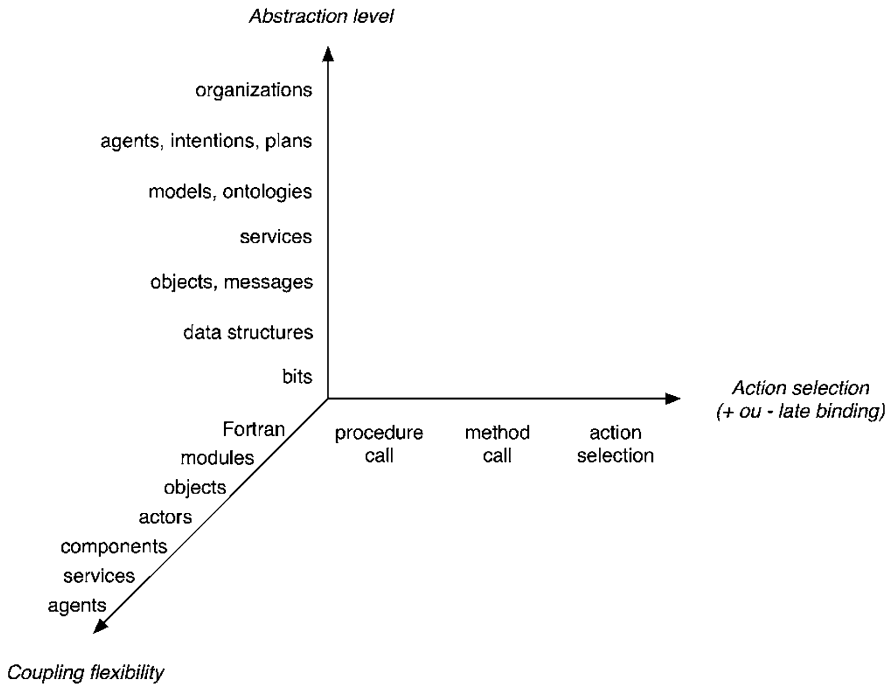 Abstraction level
organizations
agents, intentions, plans
models, ontologies
services
objects, messages
data structures
bits
Action selection
(+ ou - late binding)
Fortran
procedure
call
method
call
action
selection
modules
objects
actors
components
services
agents
Coupling flexibility